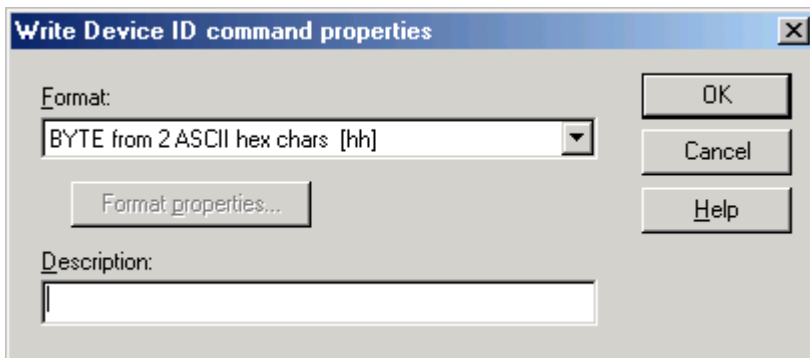 Write Device ID command properties
Format:
BYTE from 2 ASCII hex chars [hh]
Format properties...
Description:
OK
Cancel
Help